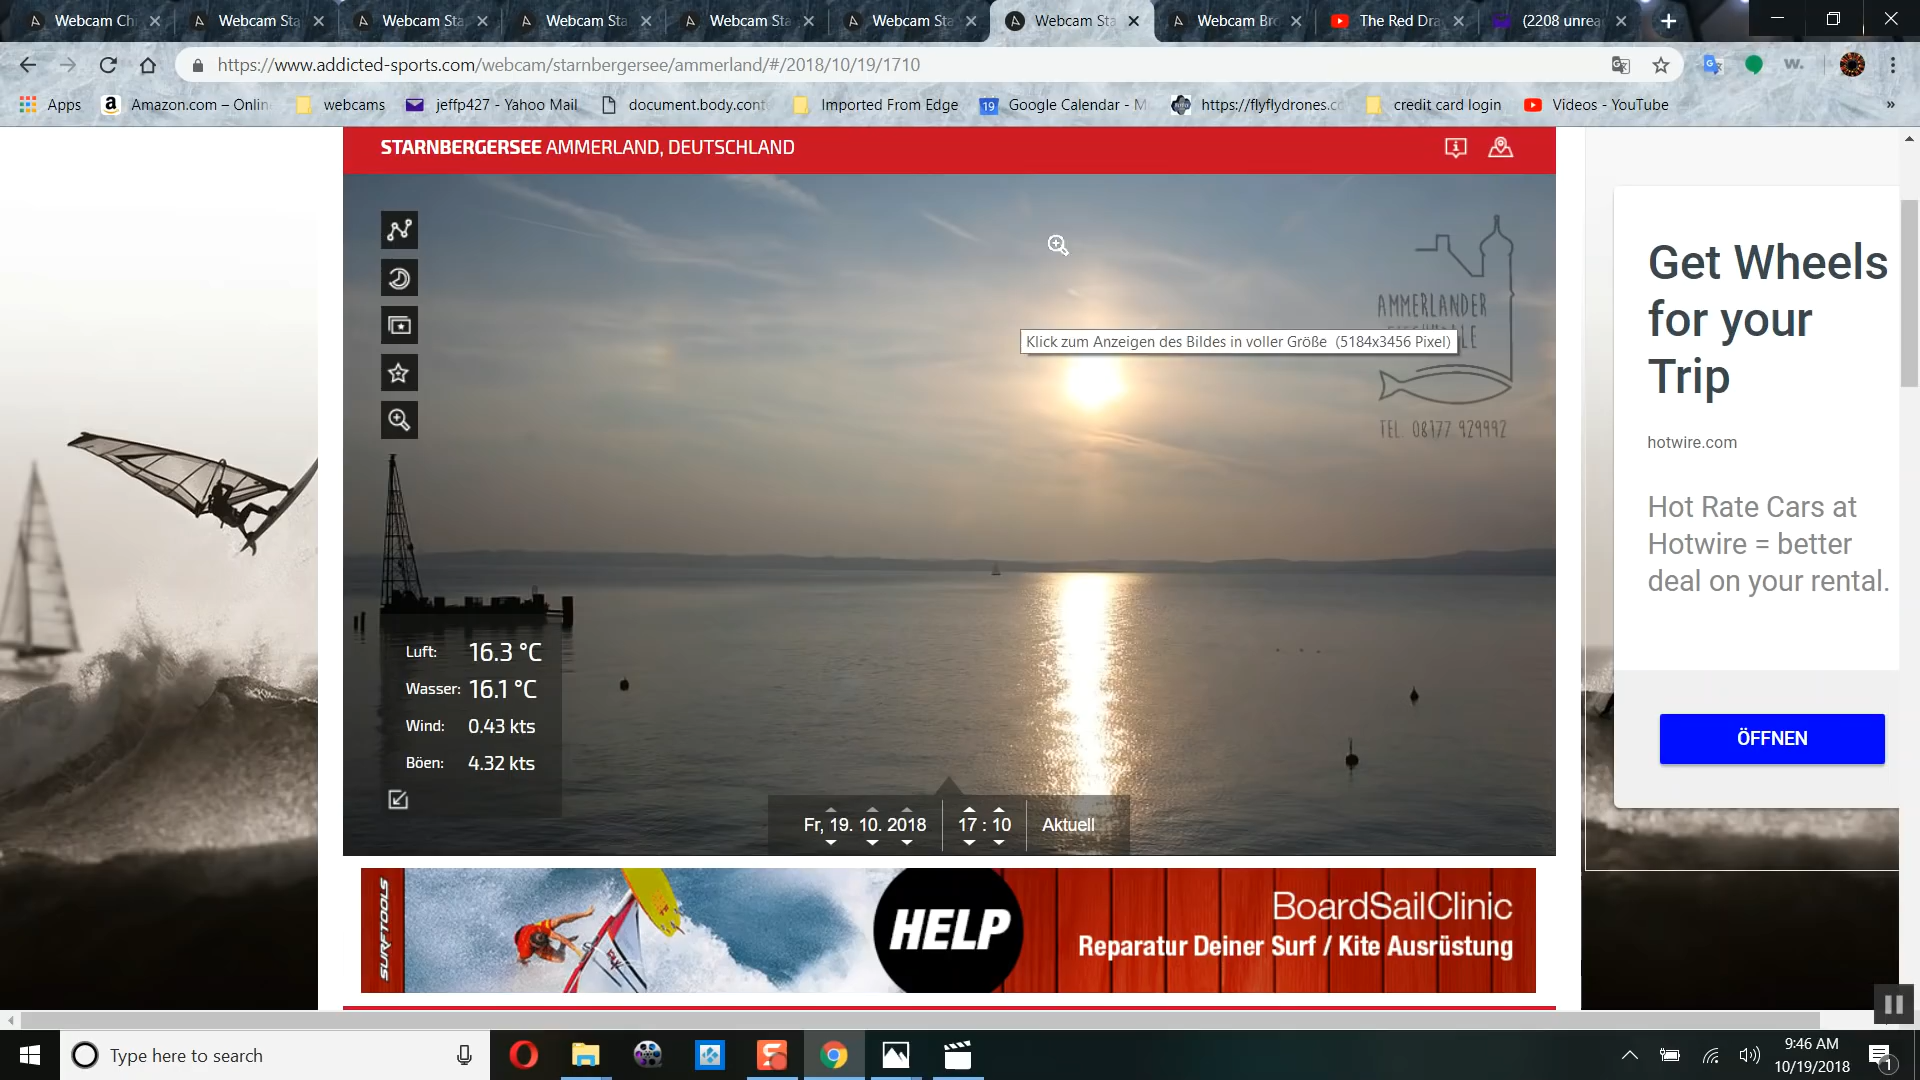 Webcam Chi
Webcam Sta
Webcam Sta
Webcam Sta
Webcam Sta
Webcam Sta
Webcam Sta
Webcam Bro
The Red Dra
(2208 unrea
https://www.addicted-sports.com/webcam/starnbergersee/ammerland/#/2018/10/19/1710
Apps
Amazon.com – Onlin
webcams
jeffp427 - Yahoo Mail
document.body.cont
Imported From Edge
19
Google Calendar - M
https://flyflydrones.co
credit card login
Videos - YouTube
STARNBERGERSEE AMMERLAND, DEUTSCHLAND
AMMERLANDER
Klick zum Anzeigen des Bildes in voller Größe (5184x3456 Pixel)
TEL. 08177 929992
Luft: 16.3 °C
Wasser: 16.1 °C
Wind: 0.43 kts
Böen: 4.32 kts
Fr, 19. 10. 2018 17 : 10 Aktuell
Get Wheels
for your
Trip
hotwire.com
Hot Rate Cars at
Hotwire = better
deal on your rental.
ÖFFNEN
SURFTOOLS
HELP
BoardSailClinic
Reparatur Deiner Surf / Kite Ausrüstung
Type here to search
9:46 AM
10/19/2018
1